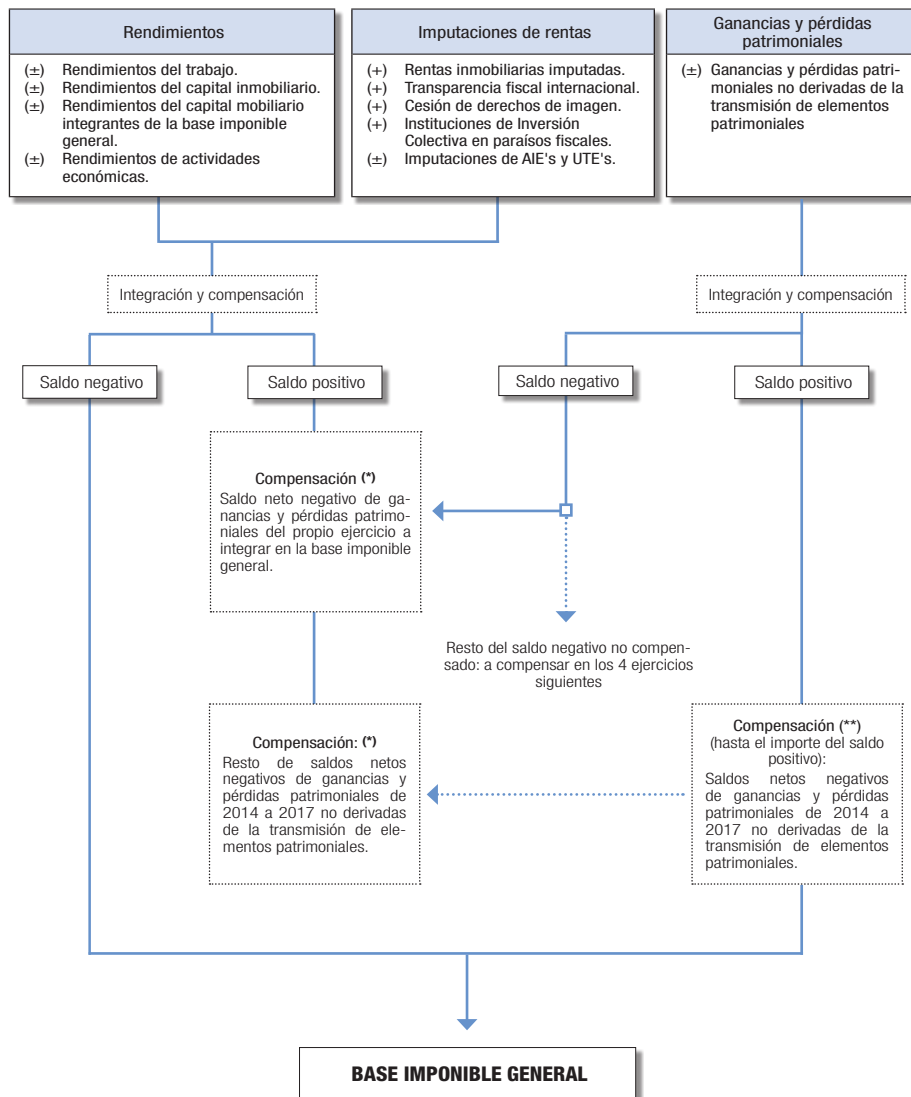 Rendimientos
(±) Rendimientos del trabajo.
(±) Rendimientos del capital inmobiliario.
(±) Rendimientos del capital mobiliario
integrantes de la base imponible
general.
(±) Rendimientos de actividades
económicas.
Imputaciones de rentas
(+) Rentas inmobiliarias imputadas.
(+) Transparencia fiscal internacional.
(+) Cesión de derechos de imagen.
(+) Instituciones de Inversión
Colectiva en paraísos fiscales.
(±) Imputaciones de AIE's y UTE's.
Ganancias y pérdidas
patrimoniales
(±) Ganancias y pérdidas patri-
moniales no derivadas de la
transmisión de elementos
patrimoniales
Integración y compensación
Integración y compensación
Saldo negativo
Saldo positivo
Saldo negativo
Saldo positivo
Compensación (*)
Saldo neto negativo de ga-
nancias y pérdidas patrimo-
niales del propio ejercicio a
integrar en la base imponible
general.
Resto del saldo negativo no compen-
sado: a compensar en los 4 ejercicios
siguientes
Compensación: (*)
Resto de saldos netos
negativos de ganancias y
pérdidas patrimoniales de
2014 a 2017 no derivadas
de la transmisión de ele-
mentos patrimoniales.
Compensación (**)
(hasta el importe del saldo
positivo):
Saldos netos negativos
de ganancias y pérdidas
patrimoniales de 2014 a
2017 no derivadas de la
transmisión de elementos
patrimoniales.
BASE IMPONIBLE GENERAL